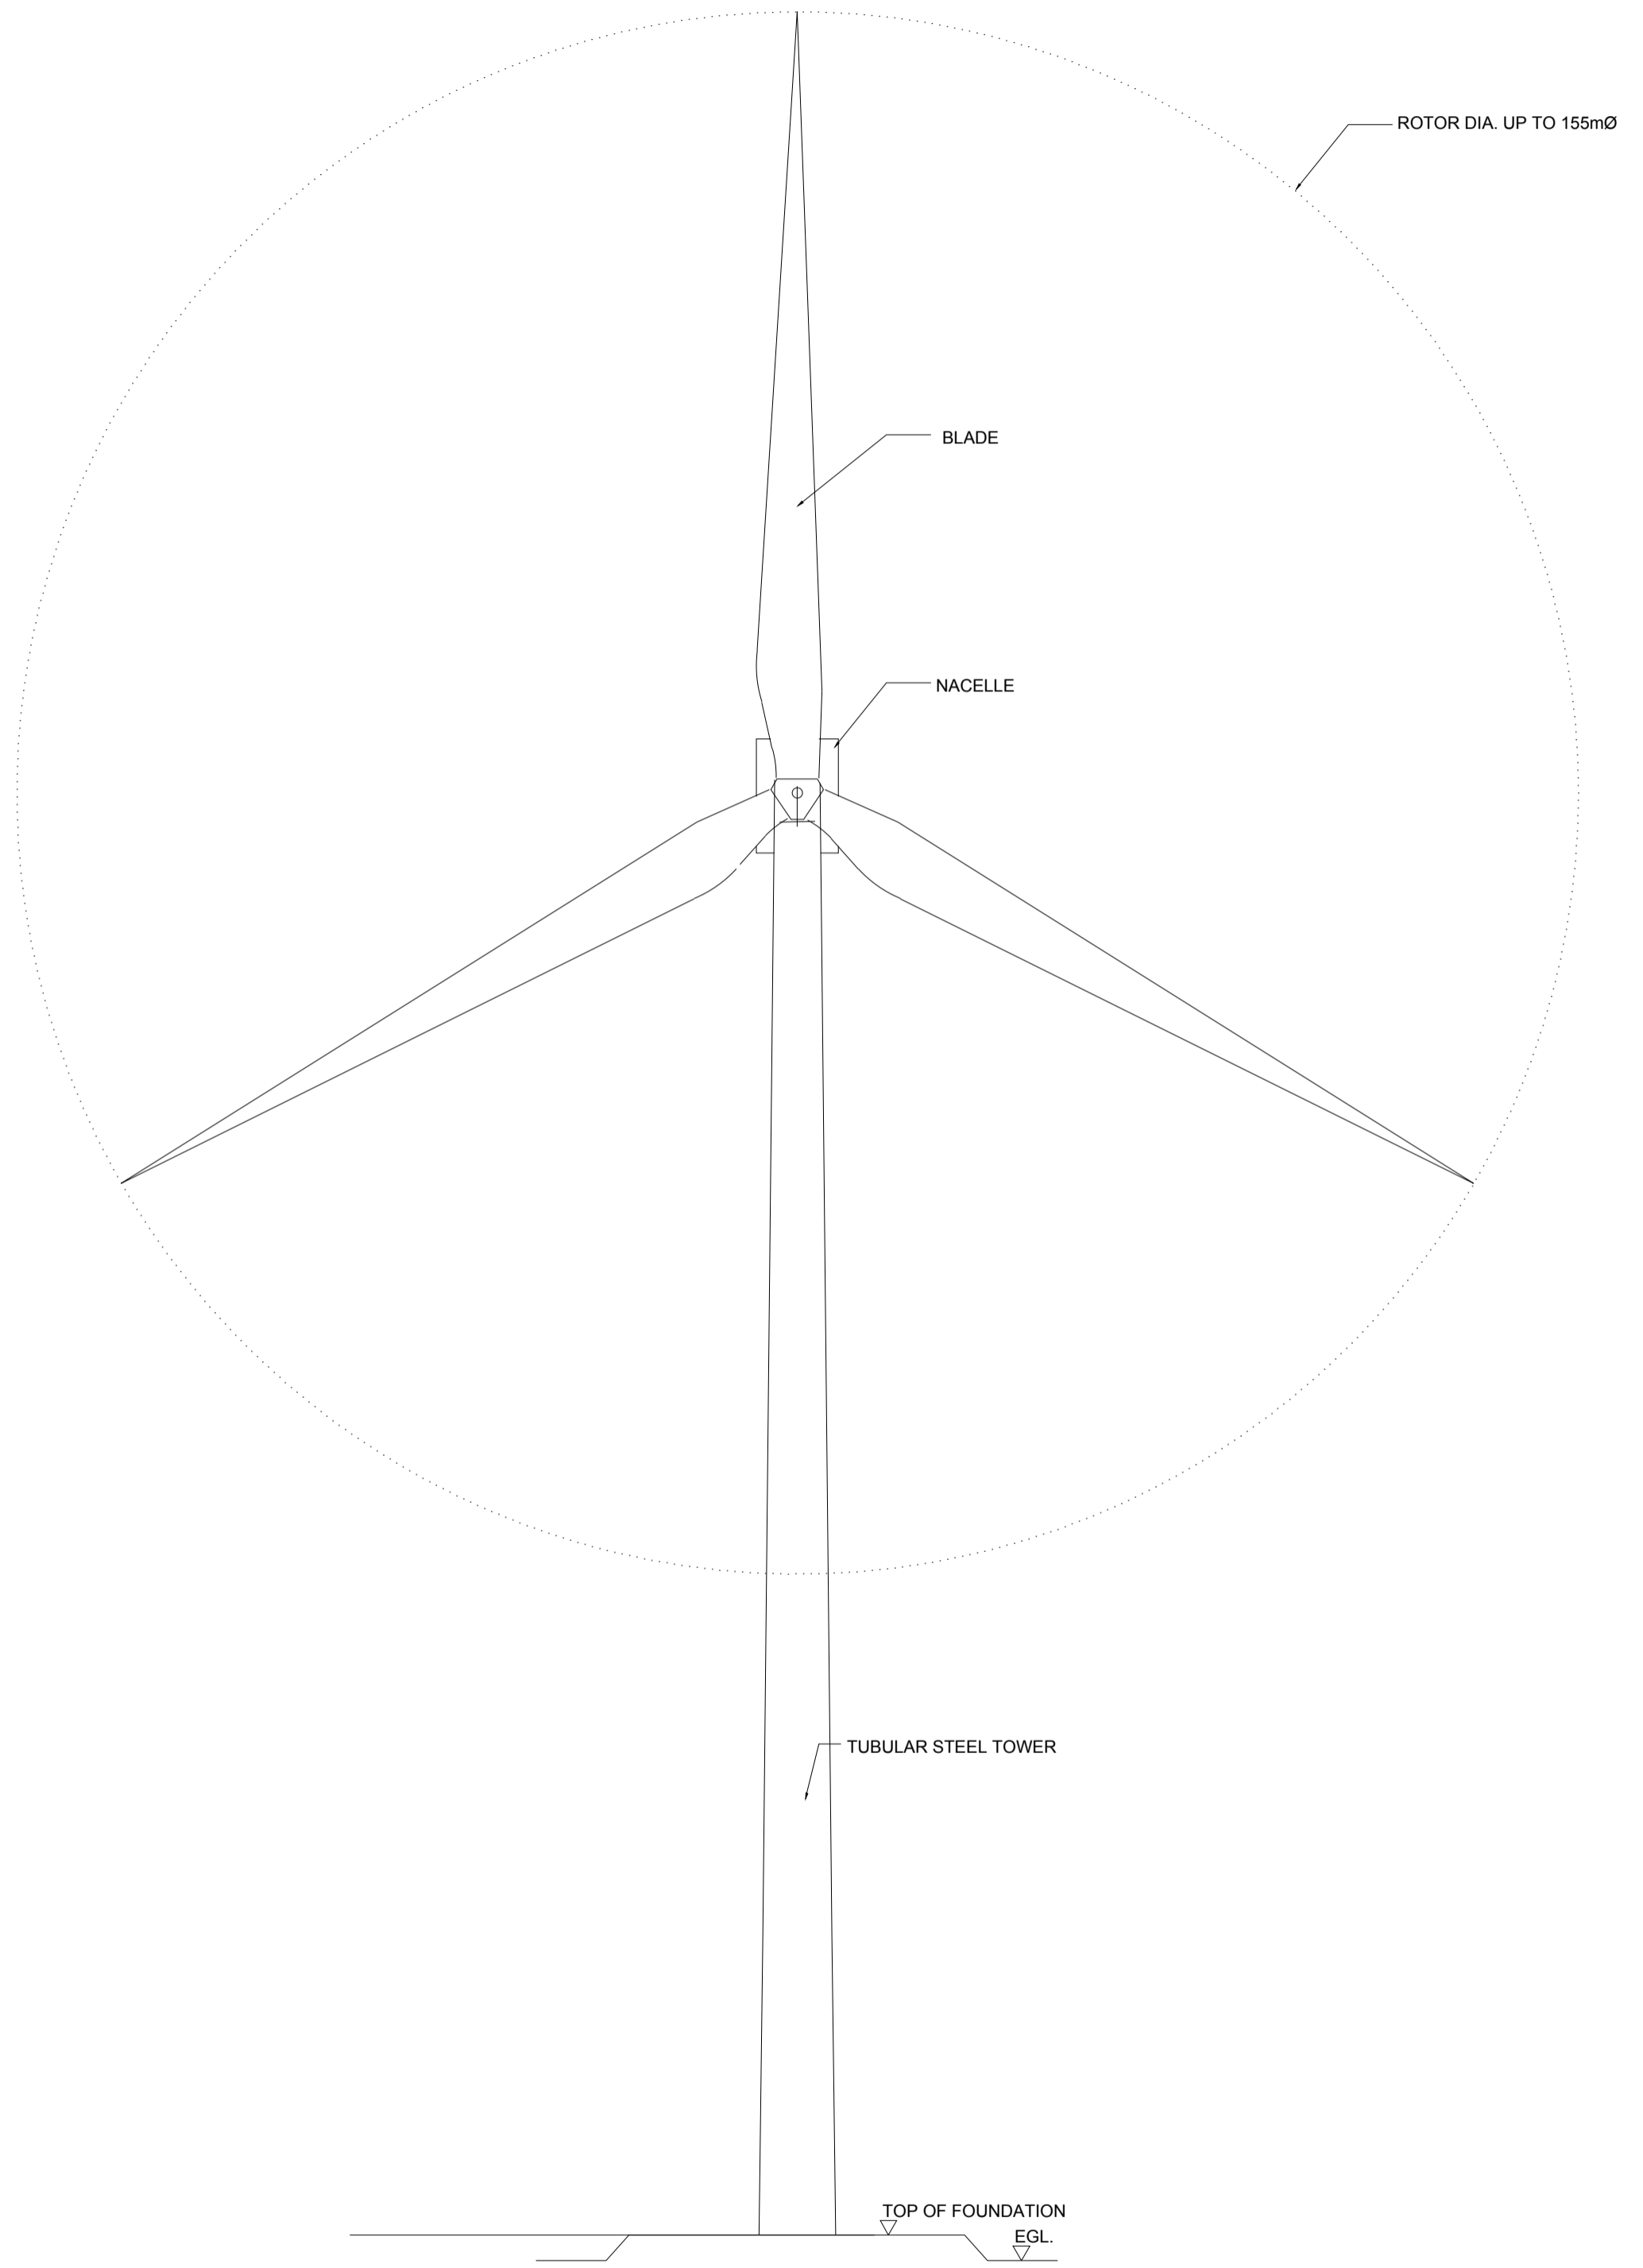 ROTOR DIA. UP TO 155mØ
BLADE
NACELLE
TUBULAR STEEL TOWER
TOP OF FOUNDATION
EGL.